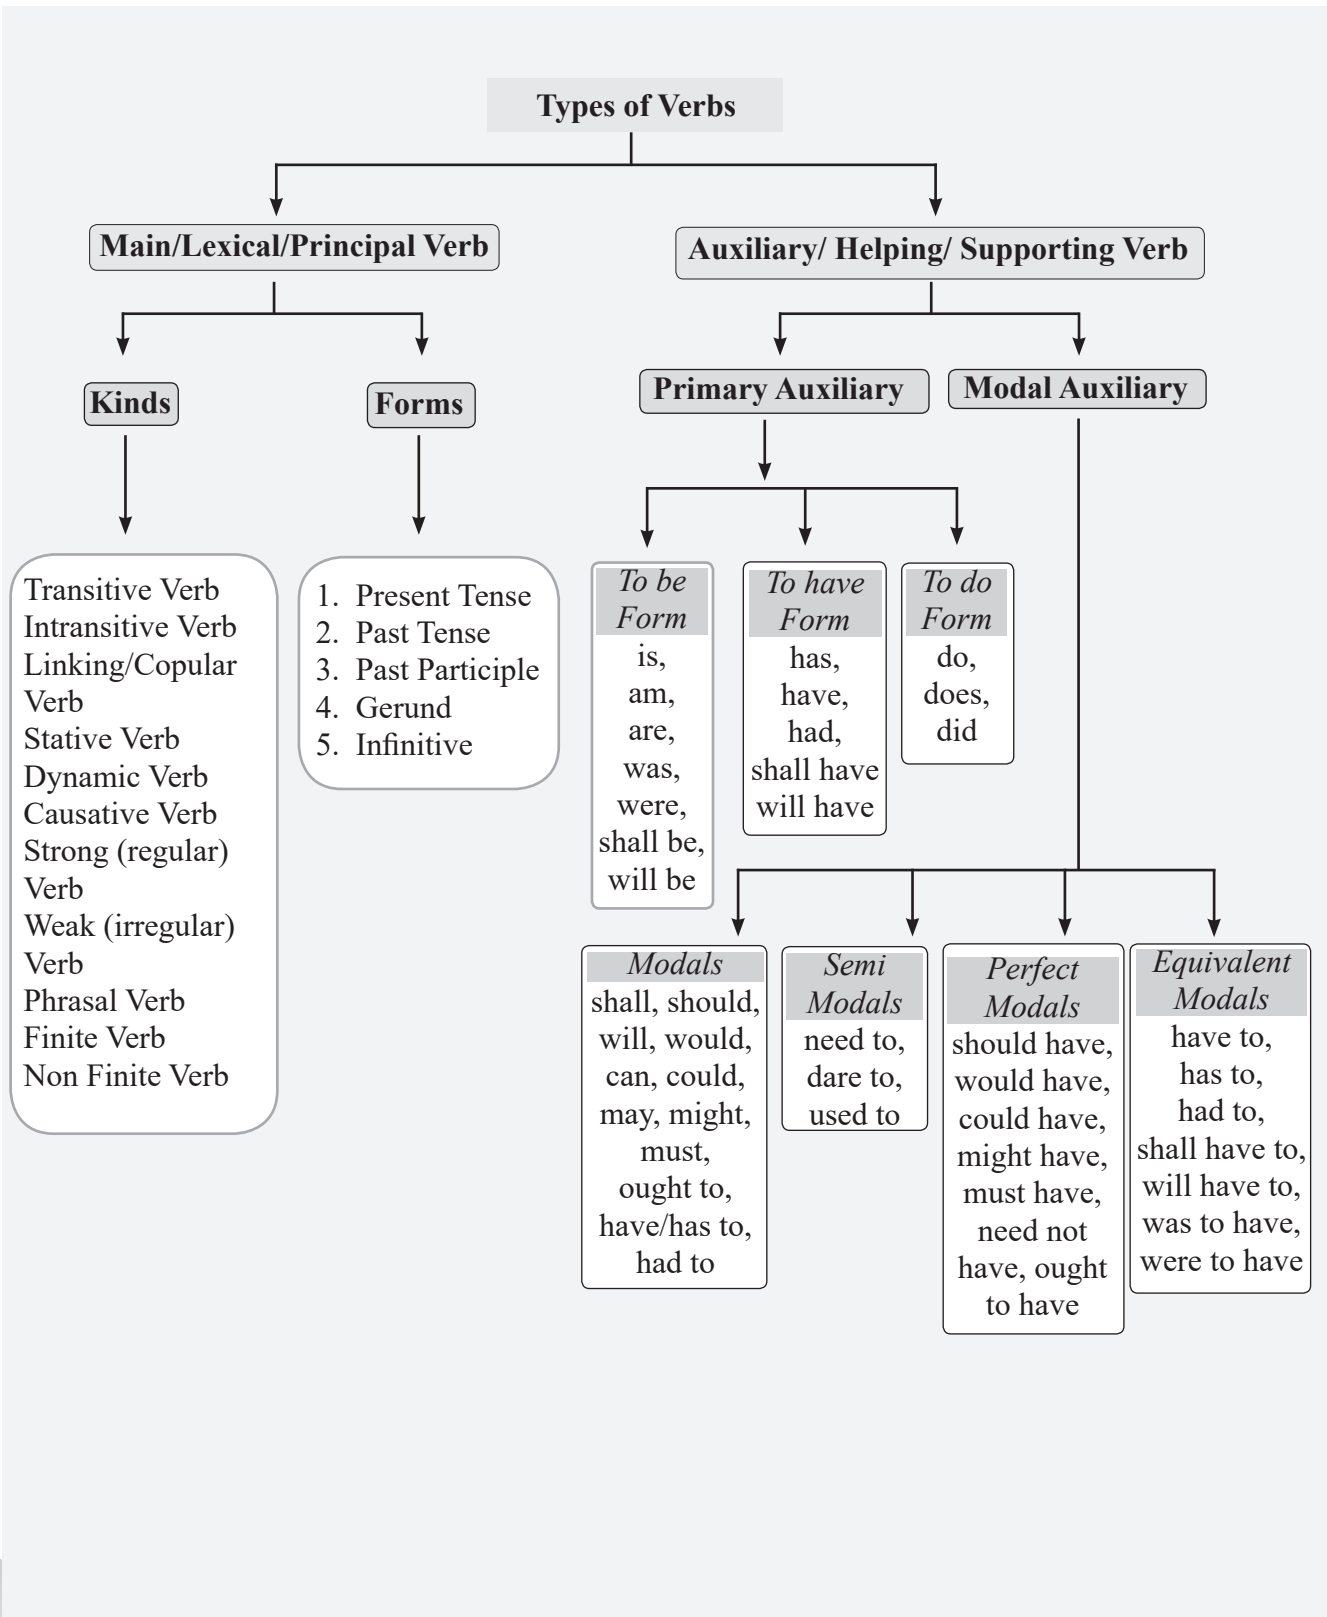 Types of Verbs
Main/Lexical/Principal Verb
Auxiliary/ Helping/ Supporting Verb
Kinds
Forms
Primary Auxiliary
Modal Auxiliary
Transitive Verb
Intransitive Verb
Linking/Copular
Verb
Stative Verb
Dynamic Verb
Causative Verb
Strong (regular)
Verb
Weak (irregular)
Verb
Phrasal Verb
Finite Verb
Non Finite Verb
1. Present Tense
2. Past Tense
3. Past Participle
4. Gerund
5. Infinitive
To be
Form
is,
am,
are,
was,
were,
shall be,
will be
To have
Form
has,
have,
had,
shall have
will have
To do
Form
do,
does,
did
Modals
shall, should,
will, would,
can, could,
may, might,
must,
ought to,
have/has to,
had to
Semi
Modals
need to,
dare to,
used to
Perfect
Modals
should have,
would have,
could have,
might have,
must have,
need not
have, ought
to have
Equivalent
Modals
have to,
has to,
had to,
shall have to,
will have to,
was to have,
were to have